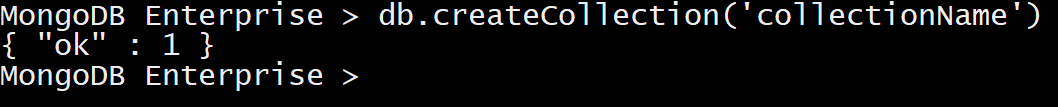 MongoDB Enterprise > db.createCollection('collectionName')
{ "ok" : 1 }
MongoDB Enterprise >